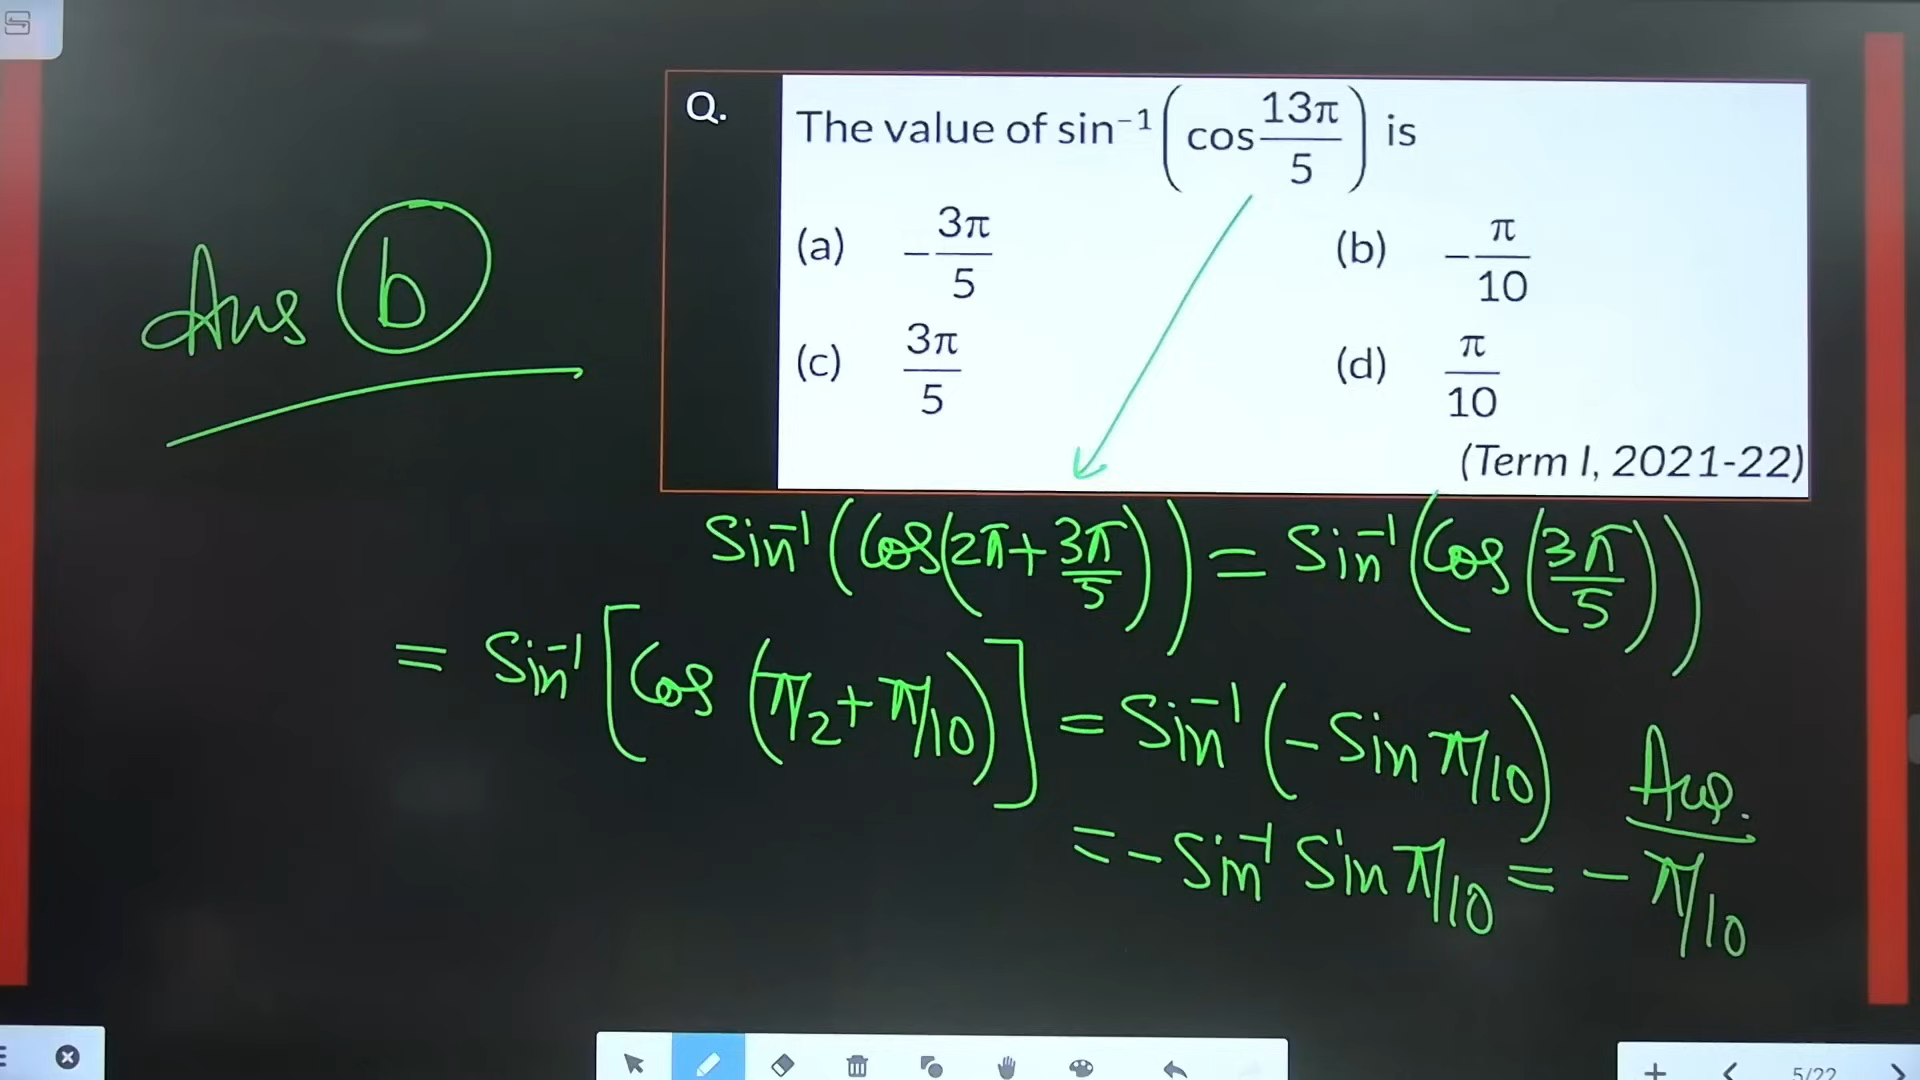 Q.
The value of sin⁻¹(cos 13π/5) is
(a) -3π/5 (b) -π/10
(c) 3π/5 (d) π/10
(Term I, 2021-22)
Ans b
Sin⁻¹(Cos(2π+3π/5)) = Sin⁻¹(Cos(3π/5))
= Sin⁻¹[Cos(π/2+π/10)] = Sin⁻¹(-Sin π/10)
Ans.
= -Sin⁻¹ Sin π/10 = -π/10
5/22